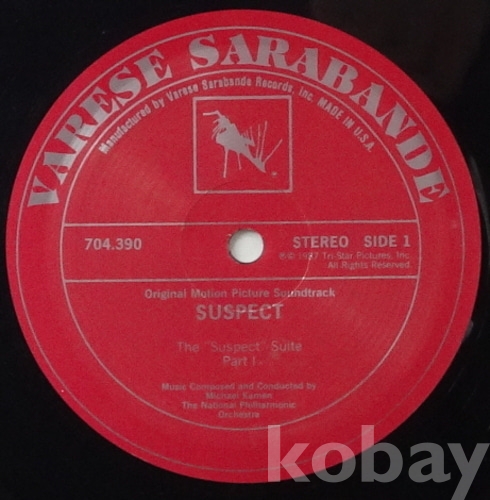 VARESE SARABANDE
Manufactured by Varese Sarabande Records, Inc. MADE IN U.S.A.
704.390
STEREO SIDE 1
℗© 1987 Tri-Star Pictures, Inc.
All Rights Reserved
Original Motion Picture Soundtrack
SUSPECT
The "Suspect" Suite
Part I
Music Composed and Conducted by
Michael Kamen
The National Philharmonic
Orchestra
kobay